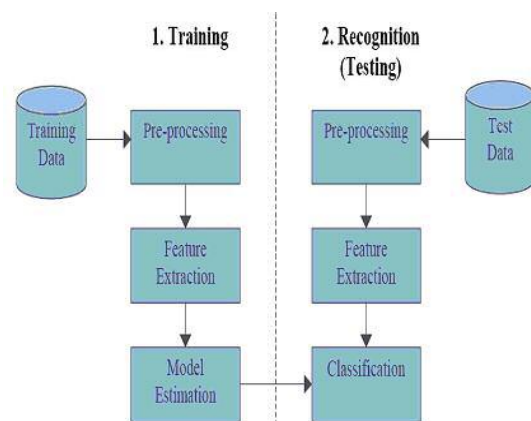 1. Training
2. Recognition
(Testing)
Training
Data
Pre-processing
Pre-processing
Test
Data
Feature
Extraction
Feature
Extraction
Model
Estimation
Classification